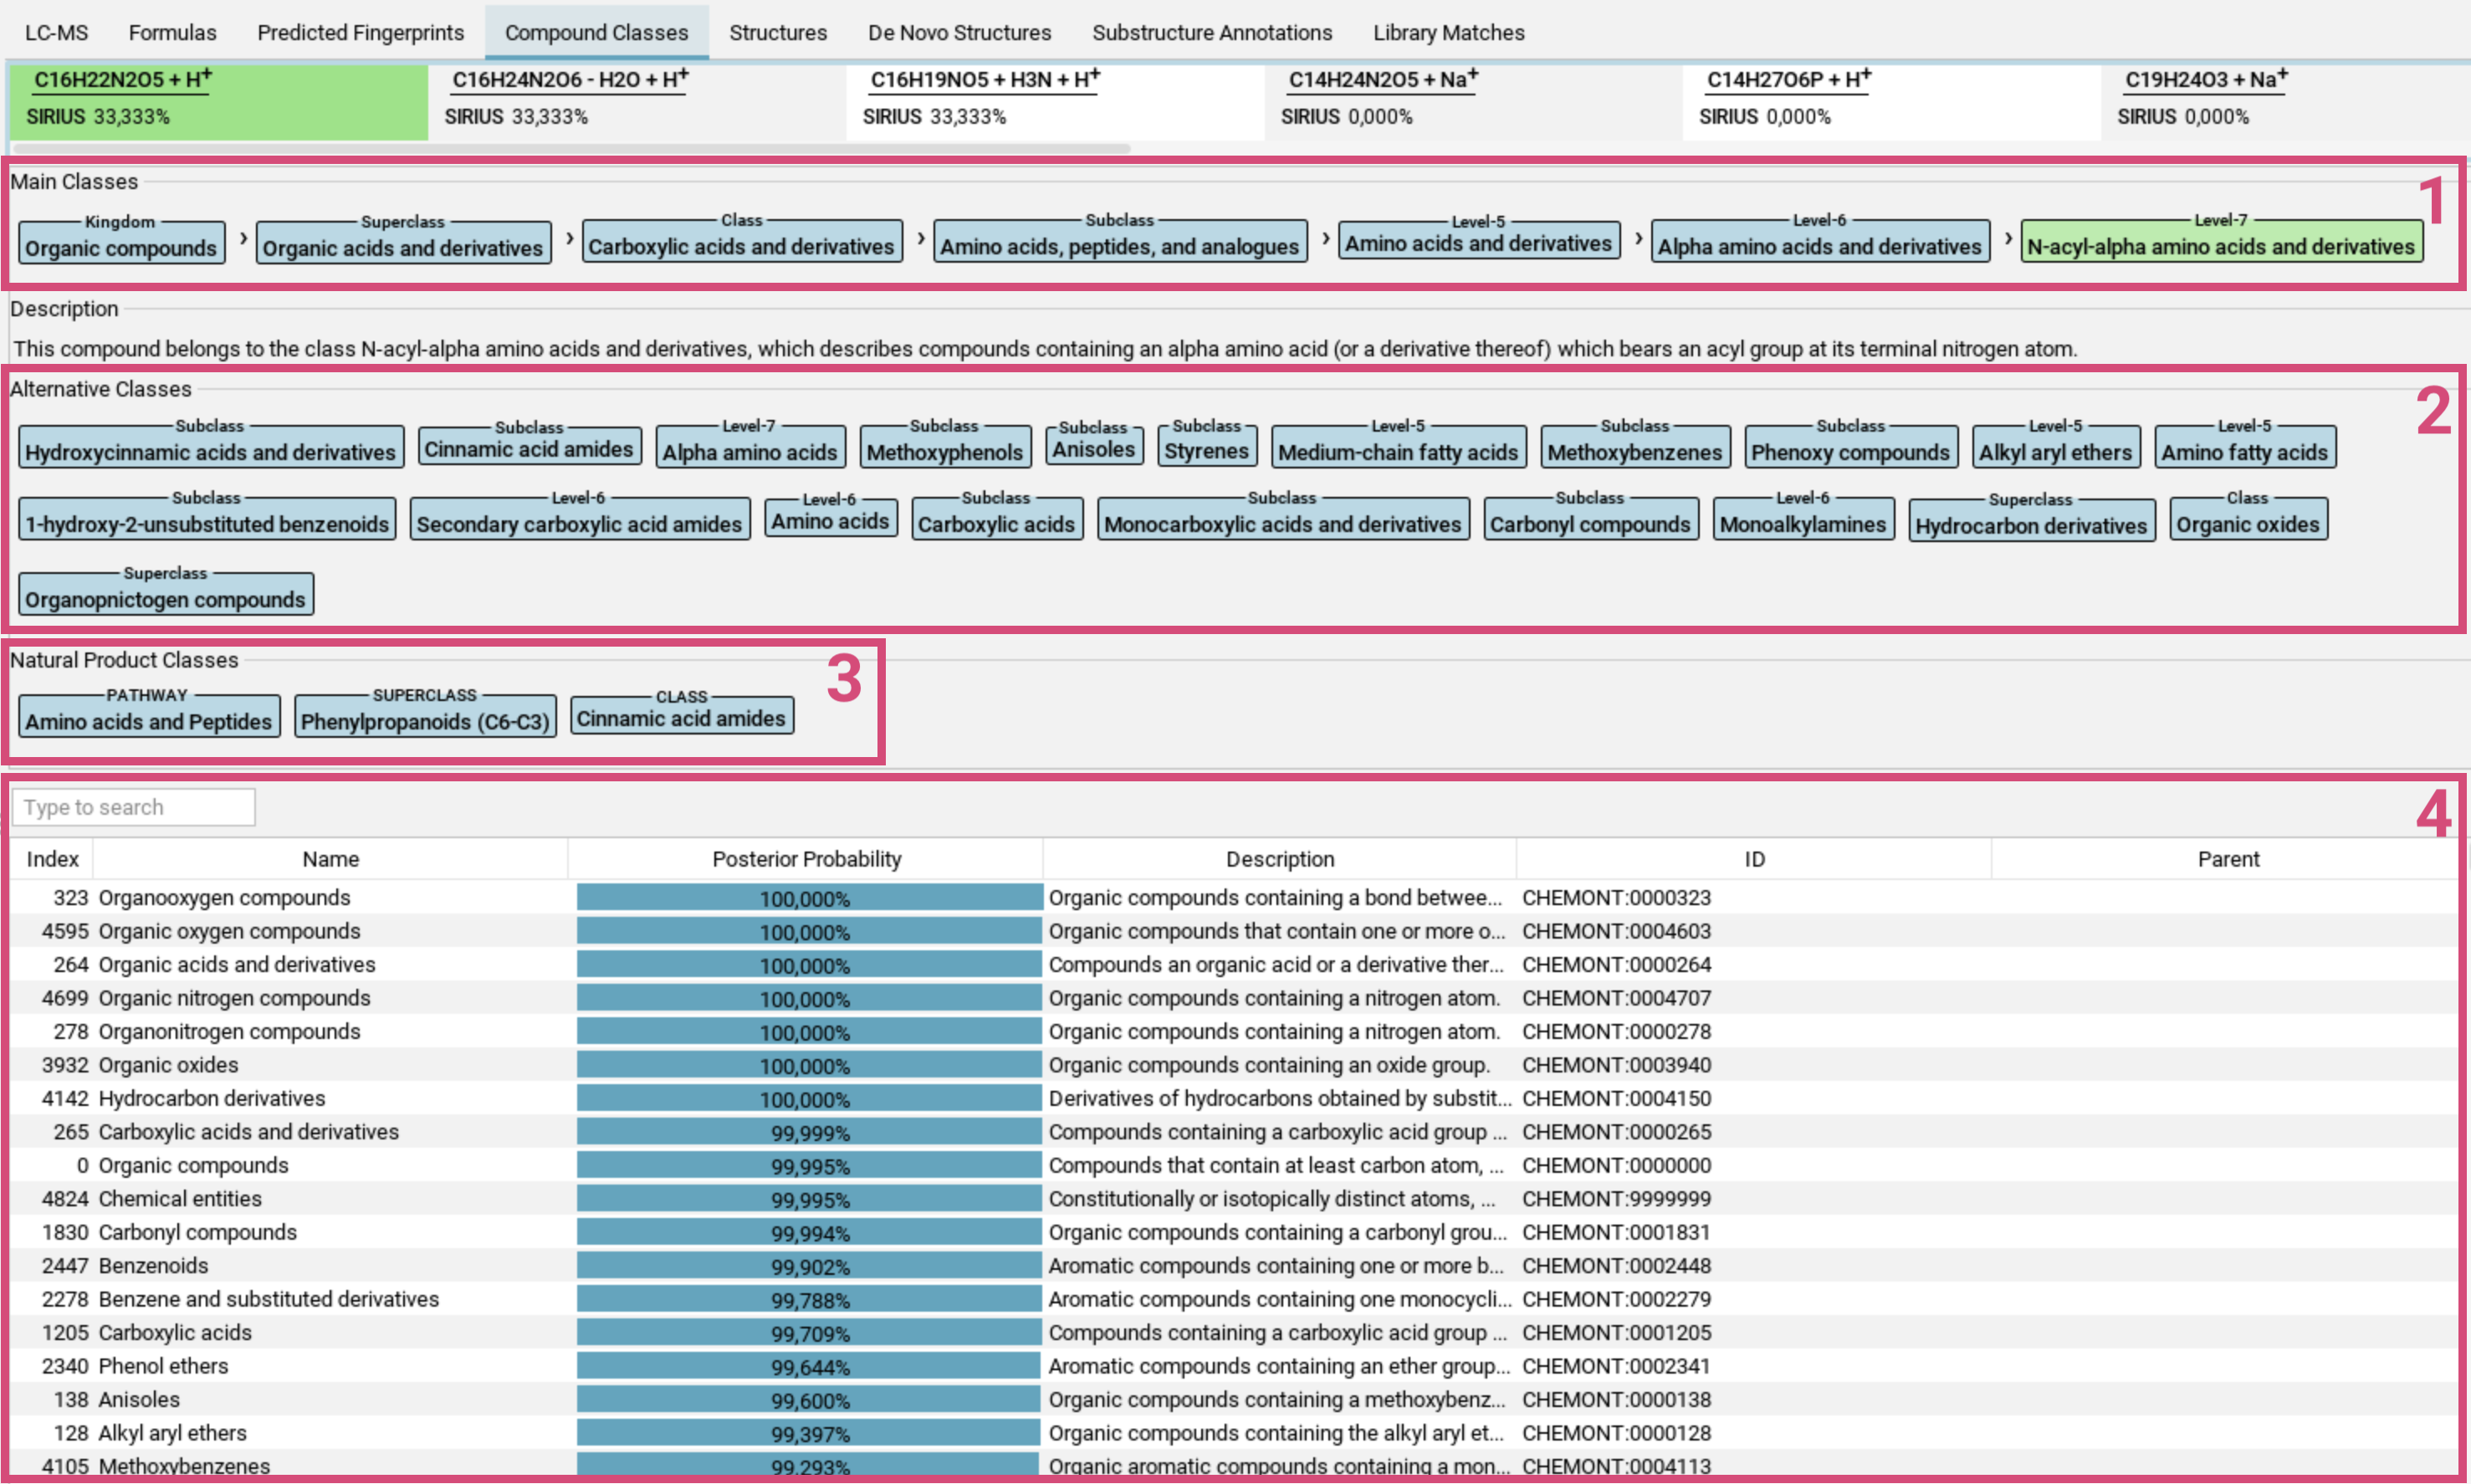 LC-MS Formulas Predicted Fingerprints Compound Classes Structures De Novo Structures Substructure Annotations Library Matches
C16H22N2O5 + H+ C16H24N2O6 - H2O + H+ C16H19NO5 + H3N + H+ C14H24N2O5 + Na+ C14H27O6P + H+ C19H24O3 + Na+
SIRIUS 33,333% SIRIUS 33,333% SIRIUS 33,333% SIRIUS 0,000% SIRIUS 0,000% SIRIUS 0,000%
Main Classes 1
Kingdom Superclass Class Subclass Level-5 Level-6 Level-7
Organic compounds › Organic acids and derivatives › Carboxylic acids and derivatives › Amino acids, peptides, and analogues › Amino acids and derivatives › Alpha amino acids and derivatives › N-acyl-alpha amino acids and derivatives
Description
This compound belongs to the class N-acyl-alpha amino acids and derivatives, which describes compounds containing an alpha amino acid (or a derivative thereof) which bears an acyl group at its terminal nitrogen atom.
Alternative Classes 2
Subclass Subclass Level-7 Subclass Subclass Subclass Level-5 Subclass Subclass Level-5 Level-5
Hydroxycinnamic acids and derivatives Cinnamic acid amides Alpha amino acids Methoxyphenols Anisoles Styrenes Medium-chain fatty acids Methoxybenzenes Phenoxy compounds Alkyl aryl ethers Amino fatty acids
Subclass Level-6 Level-6 Subclass Subclass Subclass Level-6 Superclass Class
1-hydroxy-2-unsubstituted benzenoids Secondary carboxylic acid amides Amino acids Carboxylic acids Monocarboxylic acids and derivatives Carbonyl compounds Monoalkylamines Hydrocarbon derivatives Organic oxides
Superclass
Organopnictogen compounds
Natural Product Classes 3
PATHWAY SUPERCLASS CLASS
Amino acids and Peptides Phenylpropanoids (C6-C3) Cinnamic acid amides
Type to search 4
Index Name Posterior Probability Description ID Parent
323 Organooxygen compounds 100,000% Organic compounds containing a bond betwee... CHEMONT:0000323
4595 Organic oxygen compounds 100,000% Organic compounds that contain one or more o... CHEMONT:0004603
264 Organic acids and derivatives 100,000% Compounds an organic acid or a derivative ther... CHEMONT:0000264
4699 Organic nitrogen compounds 100,000% Organic compounds containing a nitrogen atom. CHEMONT:0004707
278 Organonitrogen compounds 100,000% Organic compounds containing a nitrogen atom. CHEMONT:0000278
3932 Organic oxides 100,000% Organic compounds containing an oxide group. CHEMONT:0003940
4142 Hydrocarbon derivatives 100,000% Derivatives of hydrocarbons obtained by substit... CHEMONT:0004150
265 Carboxylic acids and derivatives 99,999% Compounds containing a carboxylic acid group ... CHEMONT:0000265
0 Organic compounds 99,995% Compounds that contain at least carbon atom, ... CHEMONT:0000000
4824 Chemical entities 99,995% Constitutionally or isotopically distinct atoms, ... CHEMONT:9999999
1830 Carbonyl compounds 99,994% Organic compounds containing a carbonyl grou... CHEMONT:0001831
2447 Benzenoids 99,902% Aromatic compounds containing one or more b... CHEMONT:0002448
2278 Benzene and substituted derivatives 99,788% Aromatic compounds containing one monocycli... CHEMONT:0002279
1205 Carboxylic acids 99,709% Compounds containing a carboxylic acid group ... CHEMONT:0001205
2340 Phenol ethers 99,644% Aromatic compounds containing an ether group... CHEMONT:0002341
138 Anisoles 99,600% Organic compounds containing a methoxybenz... CHEMONT:0000138
128 Alkyl aryl ethers 99,397% Organic compounds containing the alkyl aryl et... CHEMONT:0000128
4105 Methoxybenzenes 99,293% Organic aromatic compounds containing a mon... CHEMONT:0004113